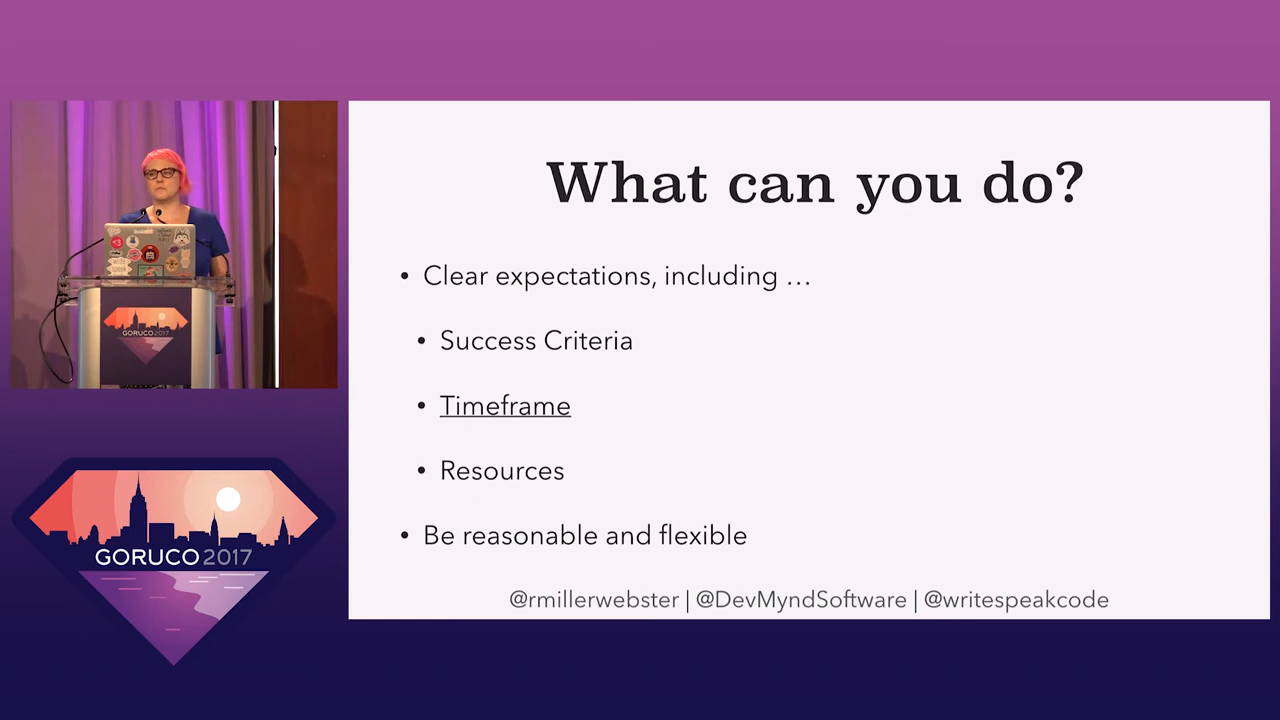 What can you do?
• Clear expectations, including …
• Success Criteria
• Timeframe
• Resources
• Be reasonable and flexible
@rmillerwebster | @DevMyndSoftware | @writespeakcode
GORUCO 2017
GORUCO 2017